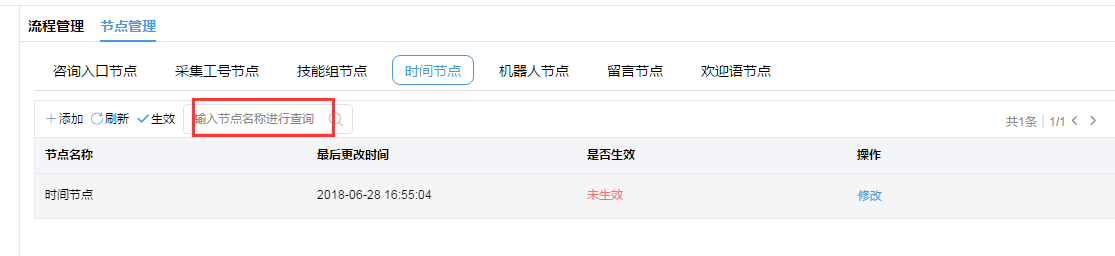 流程管理 节点管理
咨询入口节点 采集工号节点 技能组节点 时间节点 机器人节点 留言节点 欢迎语节点
添加 刷新 生效 输入节点名称进行查询 共1条 1/1
节点名称 最后更改时间 是否生效 操作
时间节点 2018-06-28 16:55:04 未生效 修改